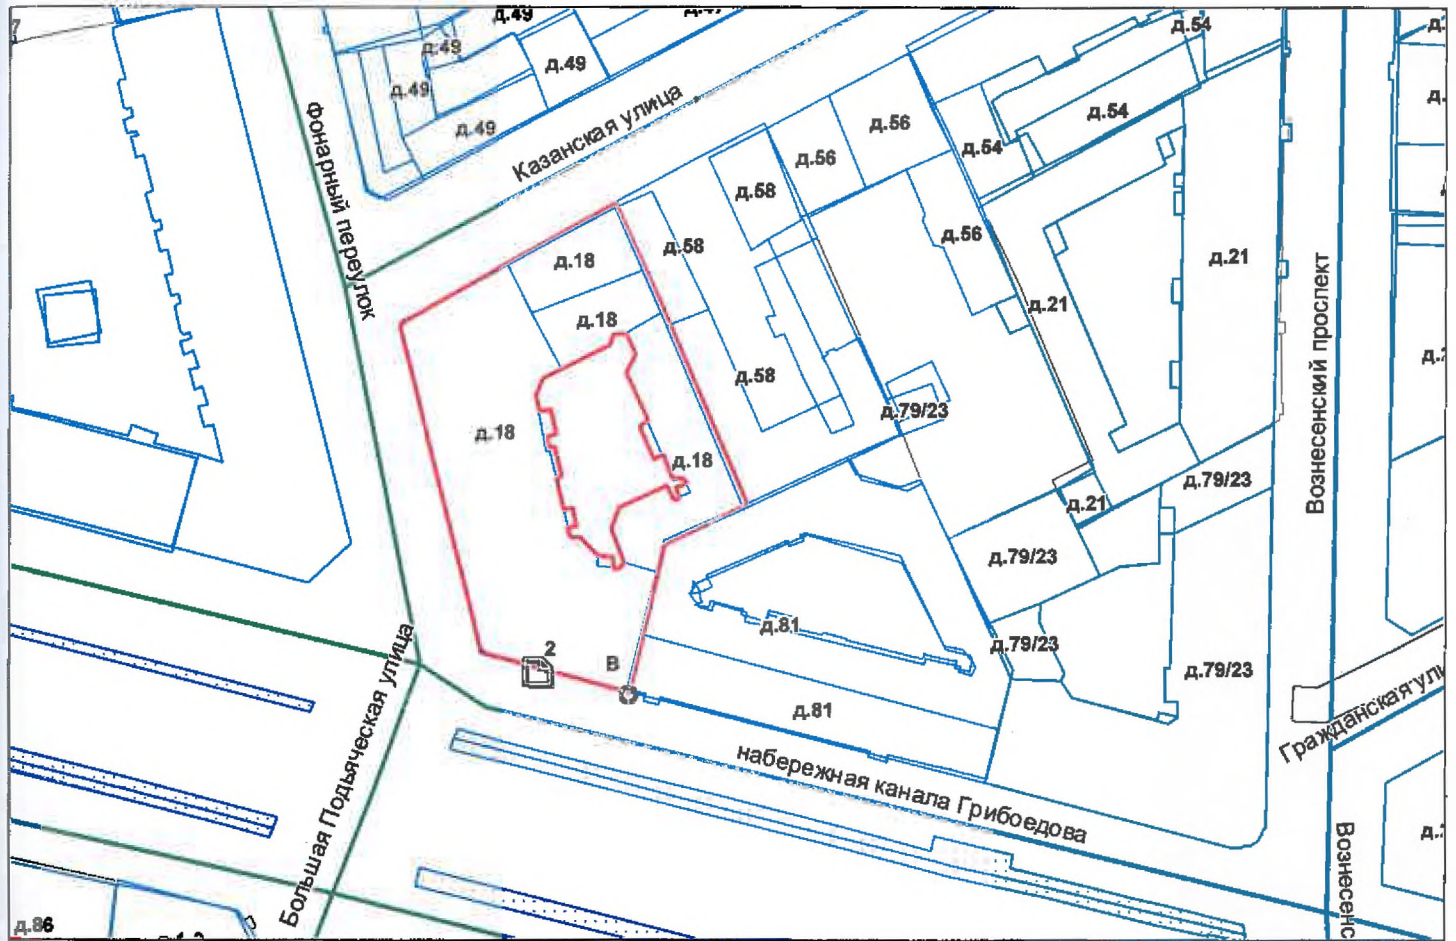 д.49
д.54
д.49
д.49
д.49
д.49
Казанская улица
д.56
д.54
д.56
д.54
д.58
Фонарный переулок
д.58
д.56
д.21
д.18
д.21
д.18
Вознесенский проспект
д.58
д.79/23
д.18
д.18
д.79/23
д.21
д.79/23
д.81
д.79/23
д.79/23
2
В
Большая Подьяческая улица
д.81
Гражданская ули
набережная канала Грибоедова
Вознесенс
д.86